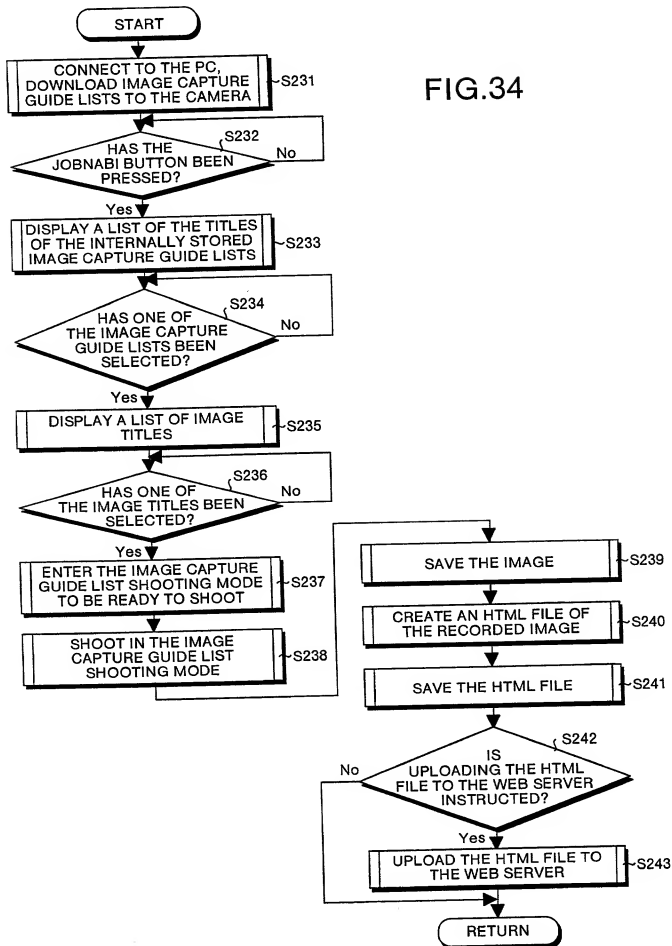 START
CONNECT TO THE PC,
DOWNLOAD IMAGE CAPTURE
GUIDE LISTS TO THE CAMERA
S231
FIG.34
S232
HAS THE
JOBNABI BUTTON BEEN
PRESSED?
No
Yes
DISPLAY A LIST OF THE TITLES
OF THE INTERNALLY STORED
IMAGE CAPTURE GUIDE LISTS
S233
S234
HAS ONE OF
THE IMAGE CAPTURE
GUIDE LISTS BEEN
SELECTED?
No
Yes
DISPLAY A LIST OF IMAGE
TITLES
S235
S236
HAS ONE OF
THE IMAGE TITLES BEEN
SELECTED?
No
Yes
ENTER THE IMAGE CAPTURE
GUIDE LIST SHOOTING MODE
TO BE READY TO SHOOT
S237
SHOOT IN THE IMAGE
CAPTURE GUIDE LIST
SHOOTING MODE
S238
SAVE THE IMAGE
S239
CREATE AN HTML FILE OF
THE RECORDED IMAGE
S240
SAVE THE HTML FILE
S241
S242
IS
UPLOADING THE HTML
FILE TO THE WEB SERVER
INSTRUCTED?
No
Yes
UPLOAD THE HTML FILE TO
THE WEB SERVER
S243
RETURN